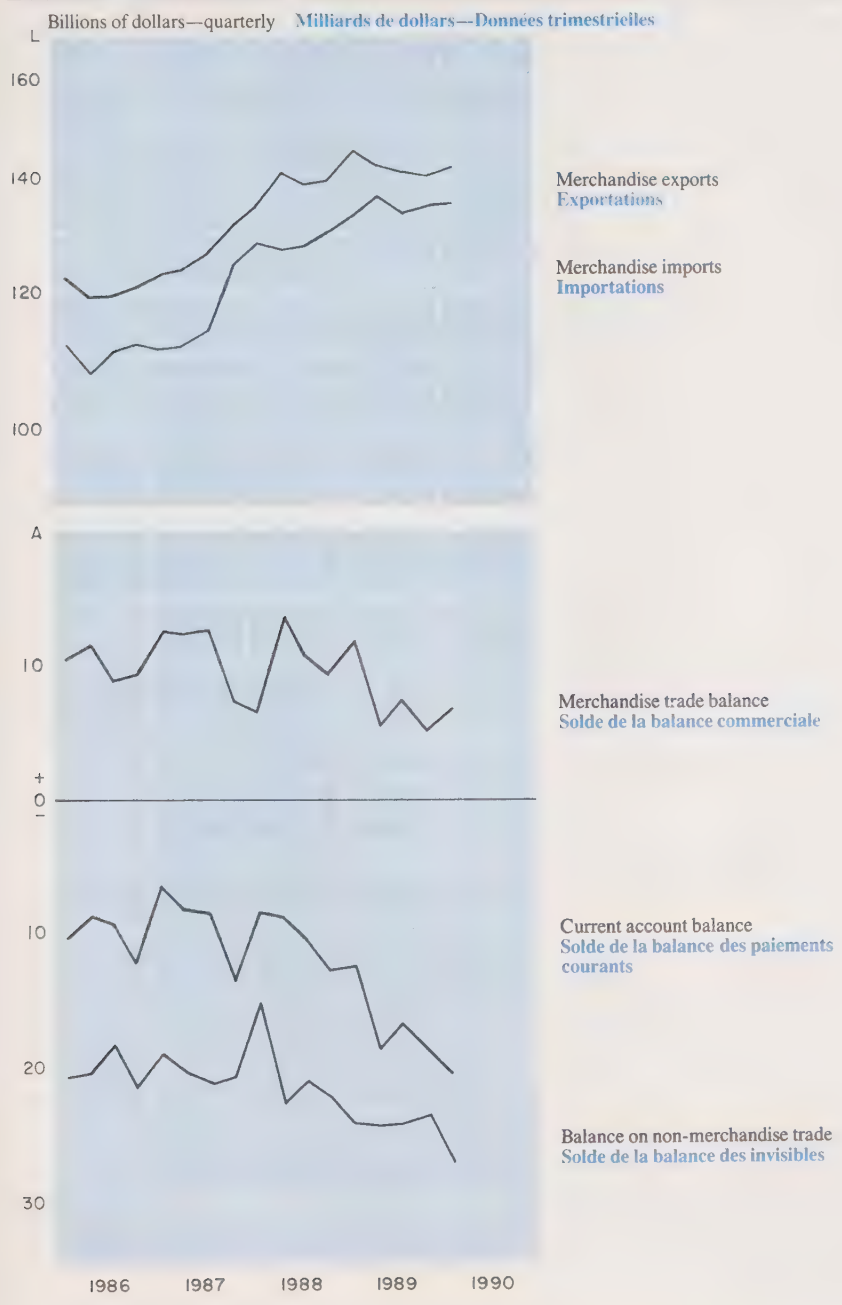 Billions of dollars—quarterly Milliards de dollars—Données trimestrielles
L
160
140
Merchandise exports
Exportations
Merchandise imports
Importations
120
100
A
10
Merchandise trade balance
Solde de la balance commerciale
+
0
−
10
Current account balance
Solde de la balance des paiements
courants
20
Balance on non-merchandise trade
Solde de la balance des invisibles
30
1986 1987 1988 1989 1990